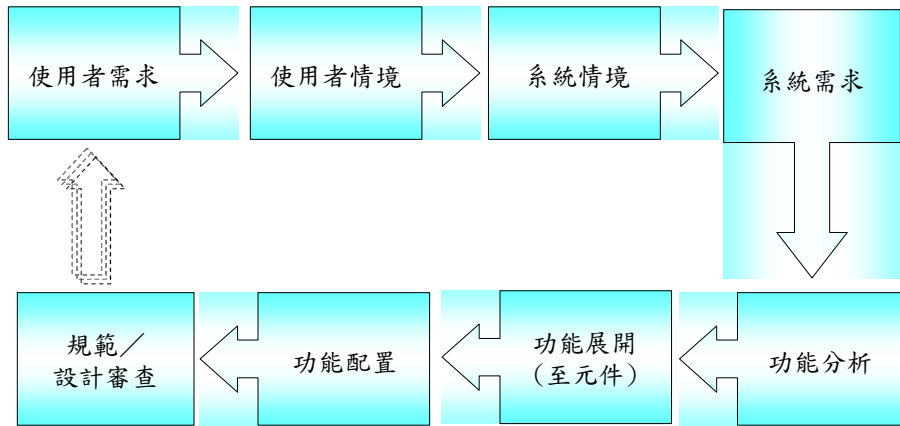 使用者需求
使用者情境
系統情境
系統需求
規範／
設計審查
功能配置
功能展開
(至元件)
功能分析